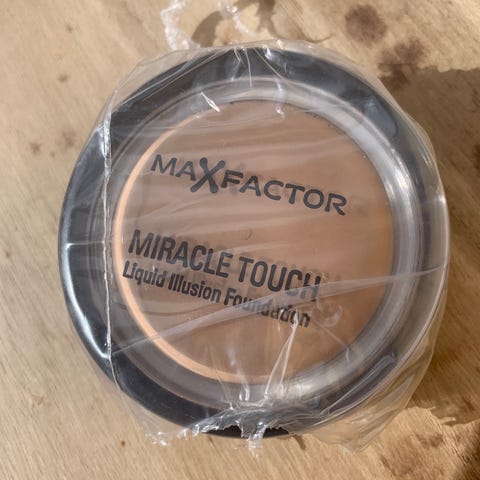 MAXFACTOR
MIRACLE TOUCH
Liquid Illusion Foundation